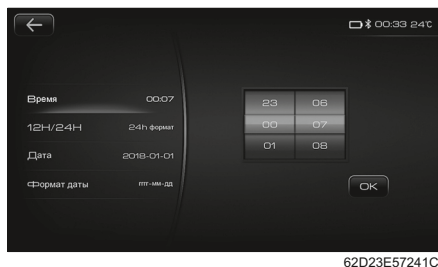 00:33 24℃
Время 00:07
12H/24H 24h формат
Дата 2018-01-01
Формат даты гггг-мм-дд
23 06
00 07
01 08
OK
62D23E57241C